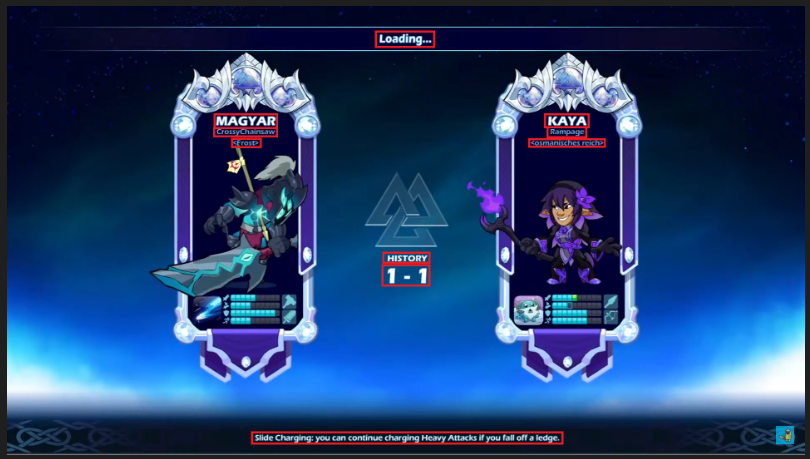 Loading...
MAGYAR
CrossyChainsaw
<Frost>
KAYA
Rampage
<osmanisches reich>
HISTORY
1 - 1
Slide Charging: you can continue charging Heavy Attacks if you fall off a ledge.